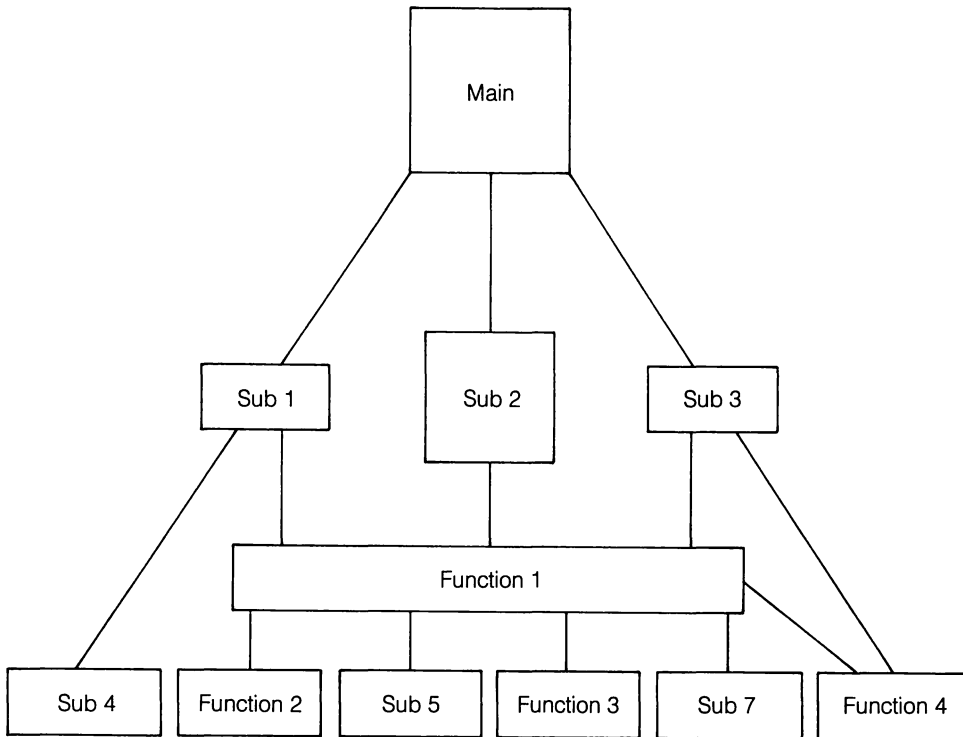 Main
Sub 1
Sub 2
Sub 3
Function 1
Sub 4
Function 2
Sub 5
Function 3
Sub 7
Function 4